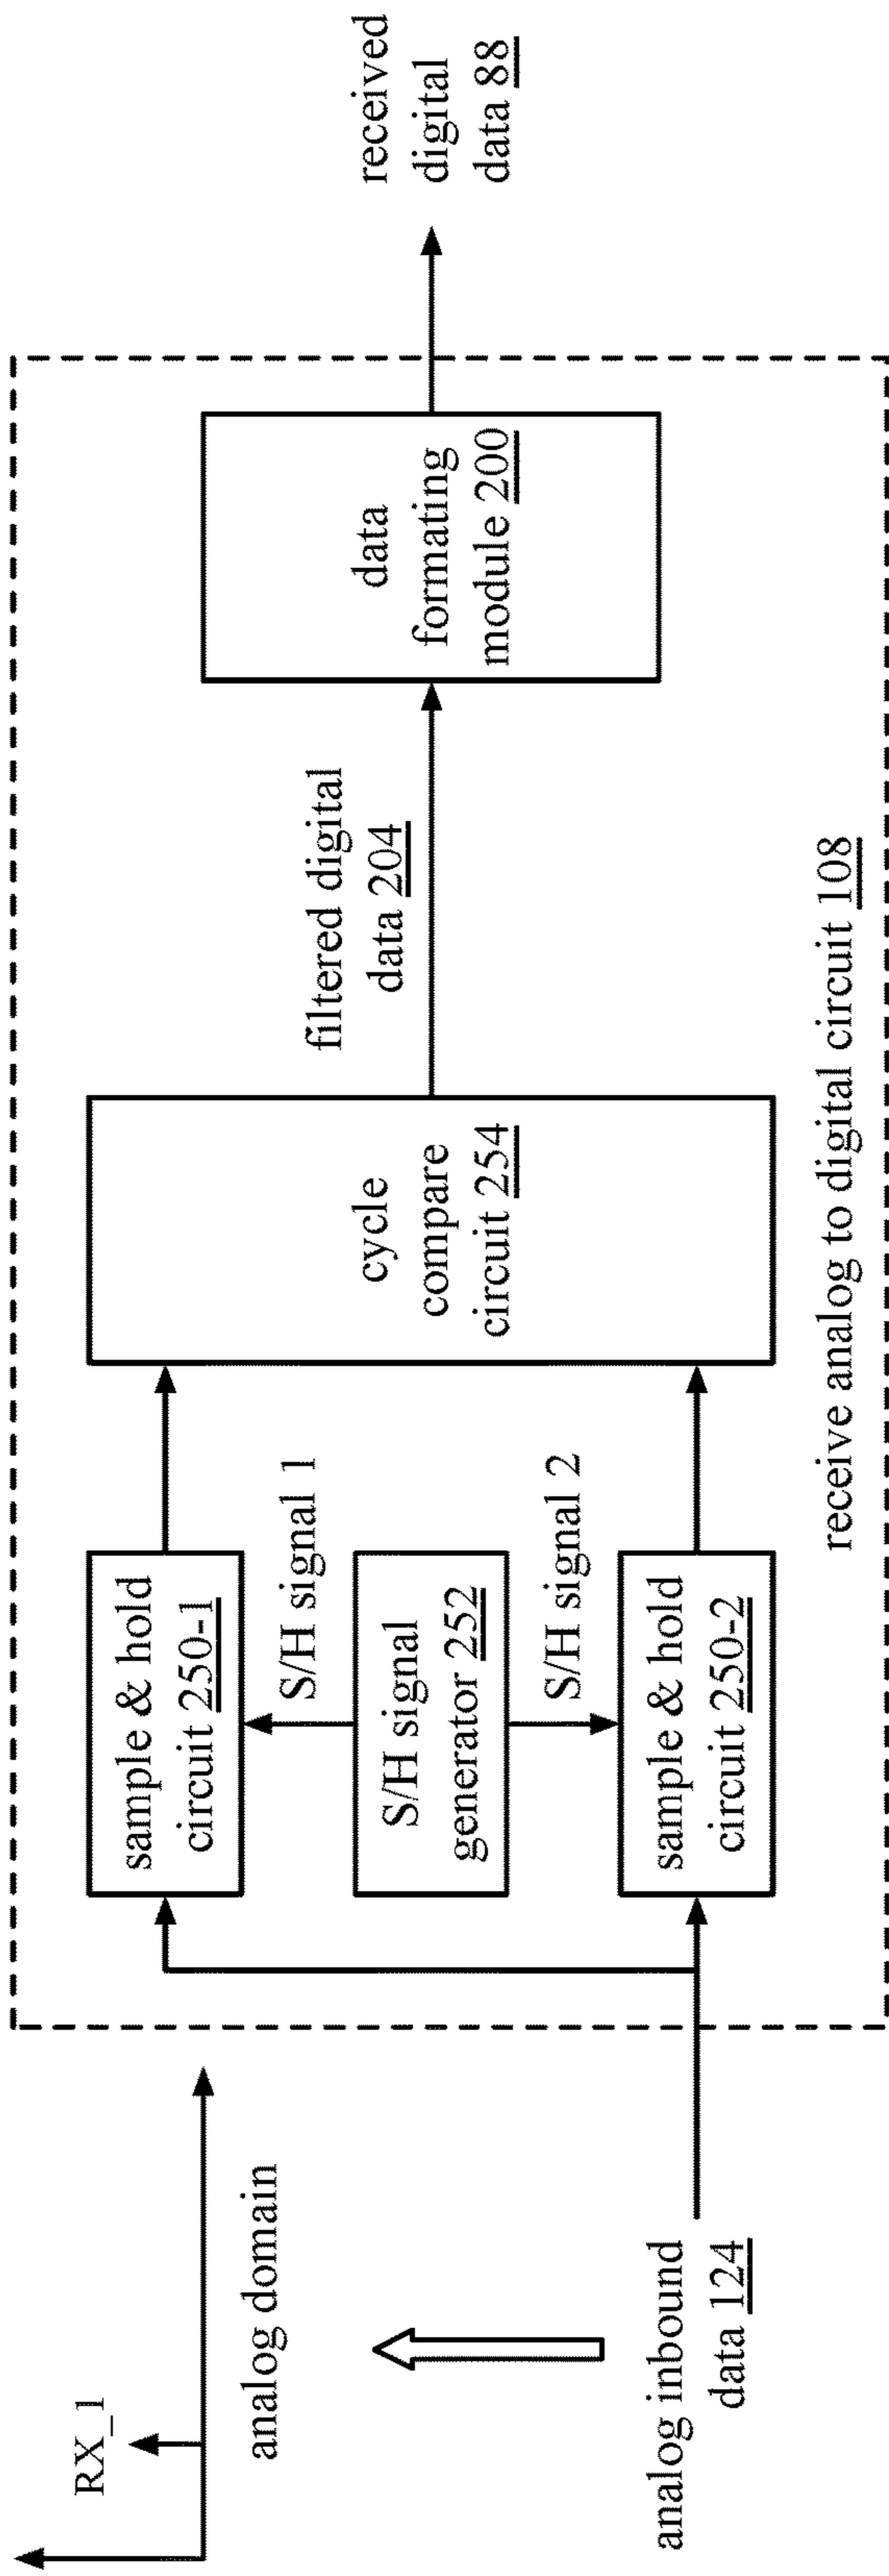 RX_1
analog domain
analog inbound
data 124
sample & hold
circuit 250-1
S/H signal 1
S/H signal
generator 252
S/H signal 2
sample & hold
circuit 250-2
cycle
compare
circuit 254
filtered digital
data 204
data
formating
module 200
received
digital
data 88
receive analog to digital circuit 108